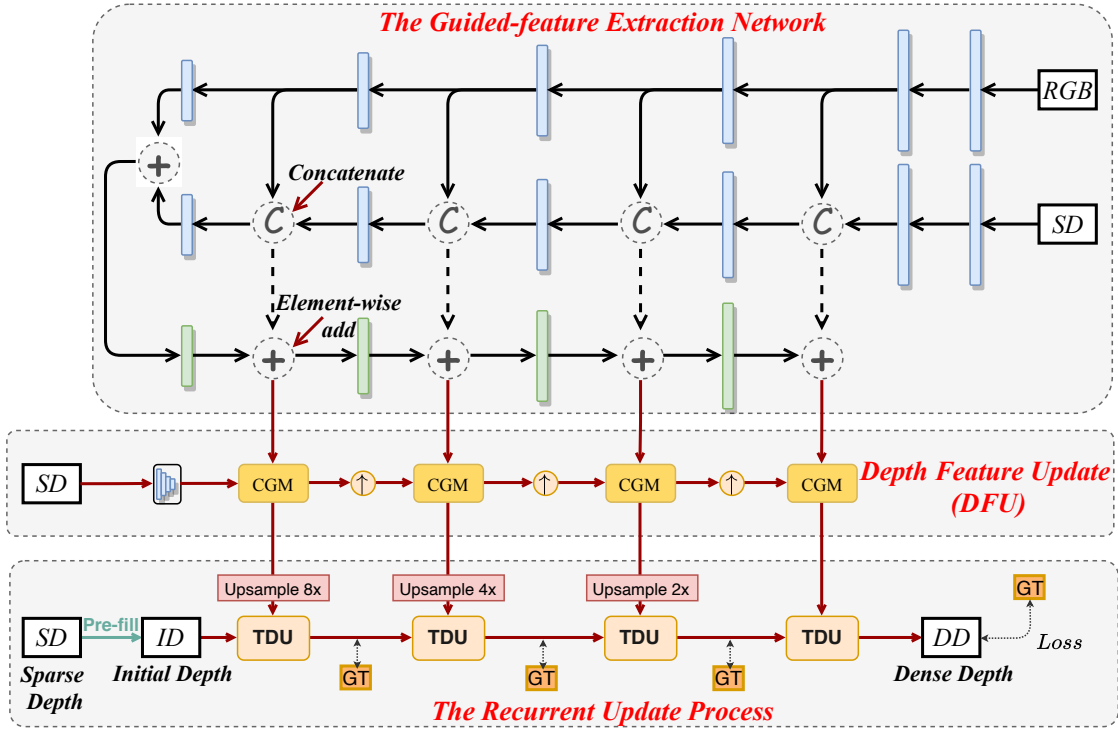 The Guided-feature Extraction Network
RGB
+
Concatenate
C
C
C
C
SD
Element-wise
add
+
+
+
+
SD
CGM
↑
CGM
↑
CGM
↑
CGM
Depth Feature Update
(DFU)
Upsample 8x
Upsample 4x
Upsample 2x
GT
SD
Pre-fill
ID
TDU
TDU
TDU
TDU
DD
Loss
Sparse
Depth
Initial Depth
GT
GT
GT
Dense Depth
The Recurrent Update Process